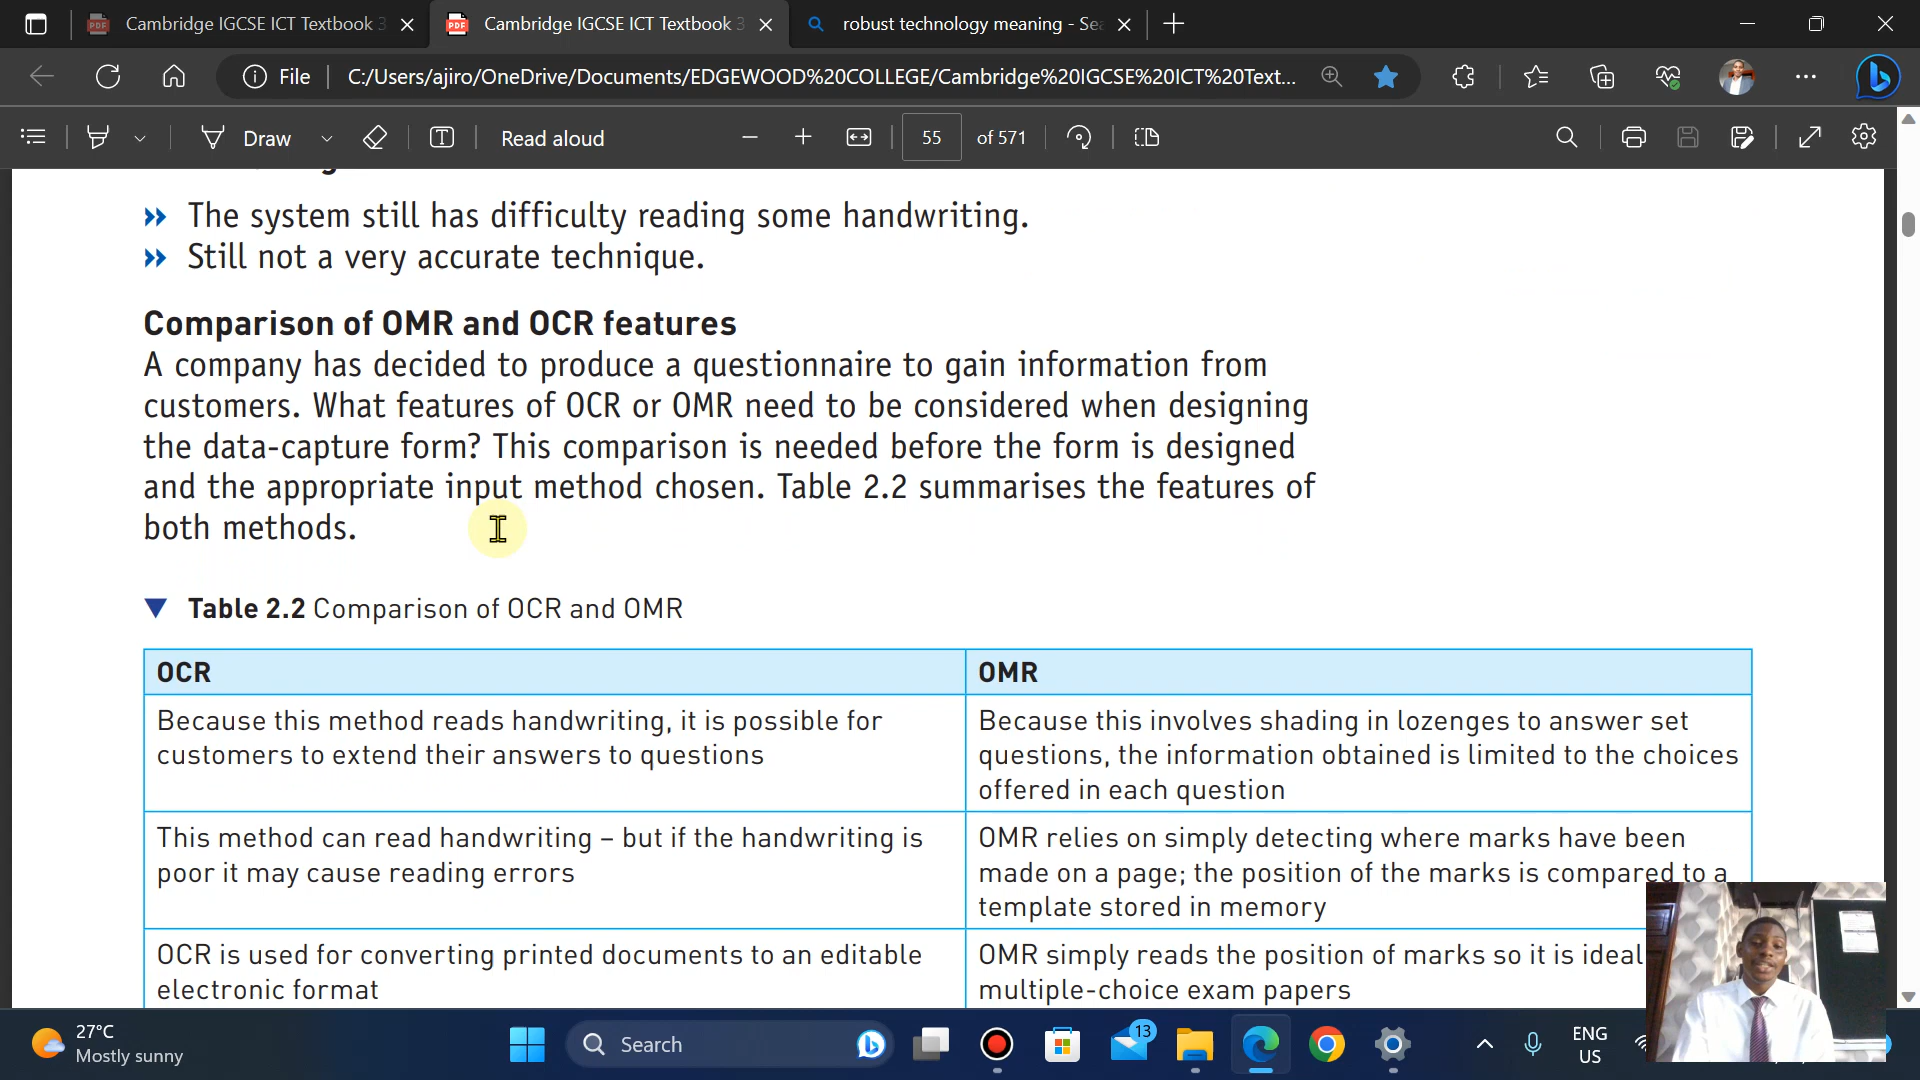 Cambridge IGCSE ICT Textbook 3
Cambridge IGCSE ICT Textbook 3
robust technology meaning - Sea
File
C:/Users/ajiro/OneDrive/Documents/EDGEWOOD%20COLLEGE/Cambridge%20IGCSE%20ICT%20Text...
Draw
Read aloud
55 of 571
» The system still has difficulty reading some handwriting.
» Still not a very accurate technique.
Comparison of OMR and OCR features
A company has decided to produce a questionnaire to gain information from
customers. What features of OCR or OMR need to be considered when designing
the data-capture form? This comparison is needed before the form is designed
and the appropriate input method chosen. Table 2.2 summarises the features of
both methods.
▼ Table 2.2 Comparison of OCR and OMR
OCR
OMR
Because this method reads handwriting, it is possible for
customers to extend their answers to questions
Because this involves shading in lozenges to answer set
questions, the information obtained is limited to the choices
offered in each question
This method can read handwriting – but if the handwriting is
poor it may cause reading errors
OMR relies on simply detecting where marks have been
made on a page; the position of the marks is compared to a
template stored in memory
OCR is used for converting printed documents to an editable
electronic format
OMR simply reads the position of marks so it is ideal
multiple-choice exam papers
27°C
Mostly sunny
Search
13
ENG
US